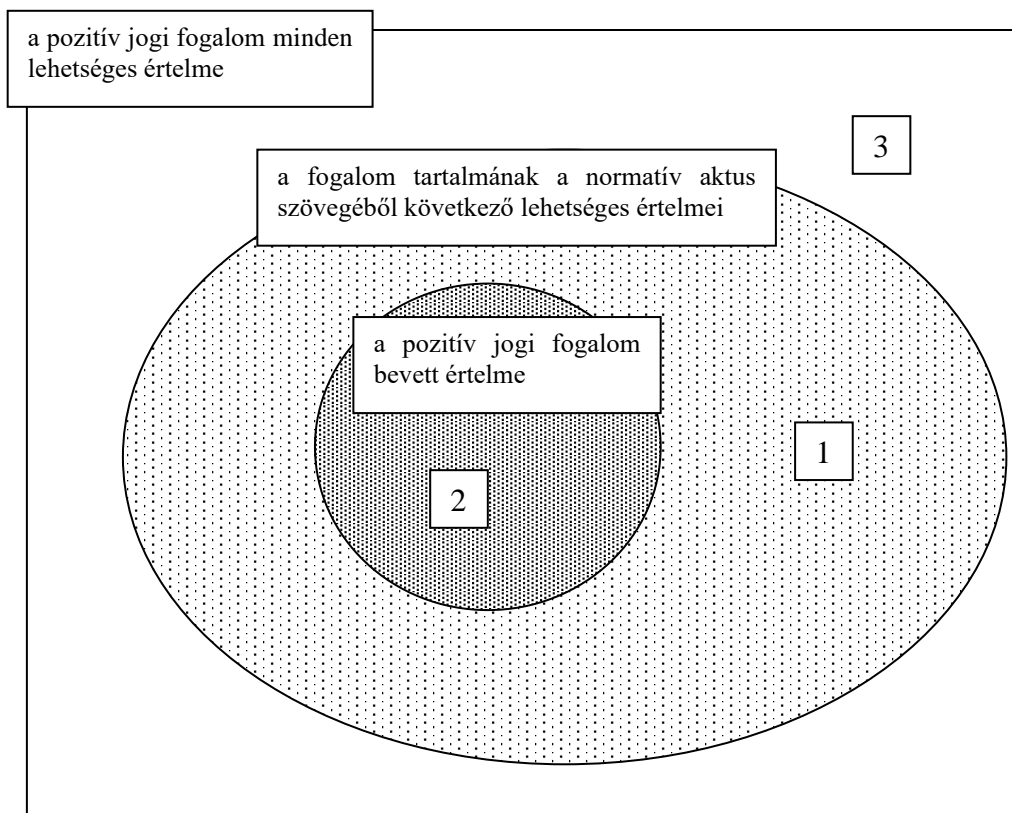 a pozitív jogi fogalom minden
lehetséges értelme
3
a fogalom tartalmának a normatív aktus
szövegéből következő lehetséges értelmei
a pozitív jogi fogalom
bevett értelme
1
2